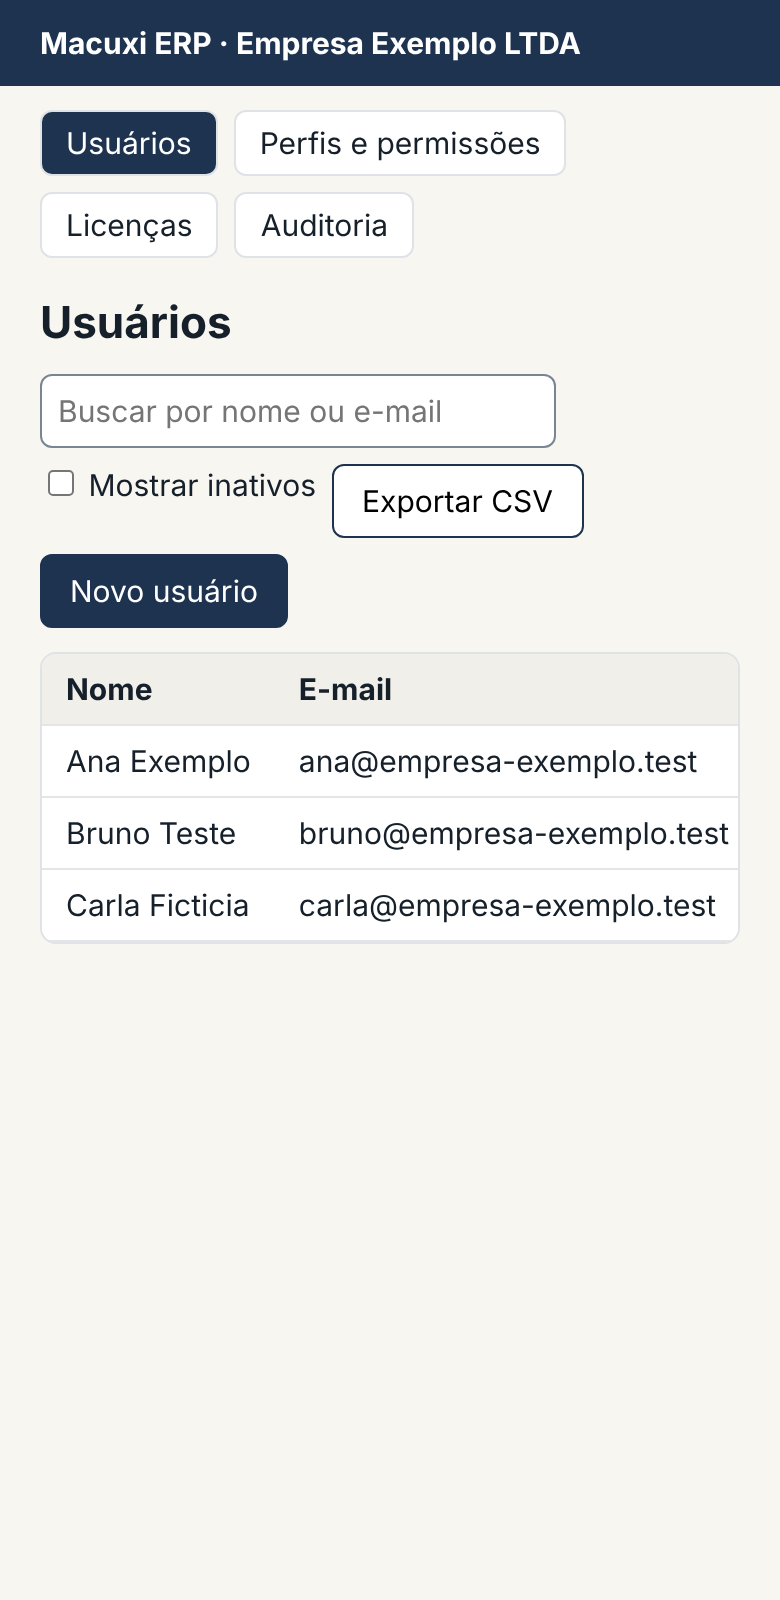 Macuxi ERP · Empresa Exemplo LTDA
Usuários
Perfis e permissões
Licenças
Auditoria
Usuários
Buscar por nome ou e-mail
Mostrar inativos
Exportar CSV
Novo usuário
Nome E-mail
Ana Exemplo ana@empresa-exemplo.test
Bruno Teste bruno@empresa-exemplo.test
Carla Ficticia carla@empresa-exemplo.test